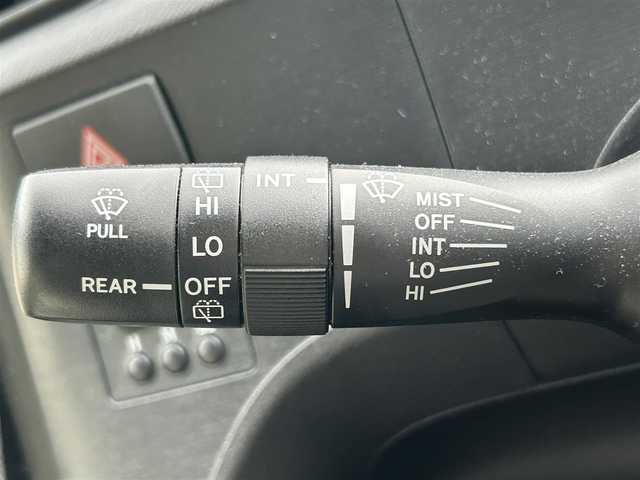 PULL
REAR
HI
LO
OFF
INT
MIST
OFF
INT
LO
HI